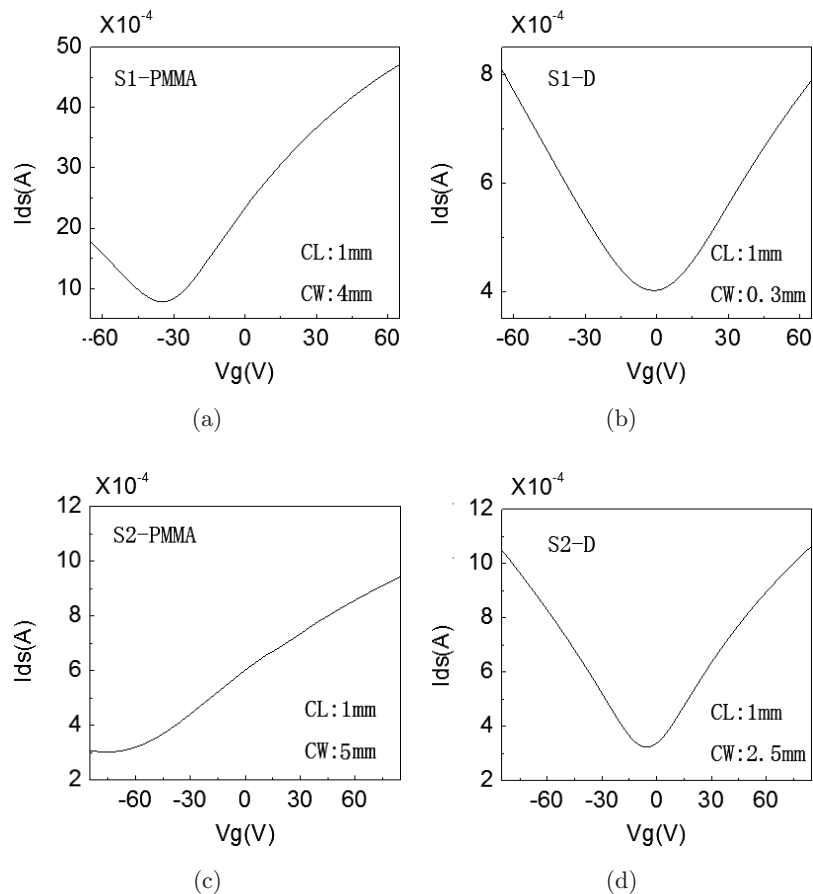 X10⁻⁴
50
40
30
20
10
Ids(A)
S1-PMMA
CL:1mm
CW:4mm
-60 -30 0 30 60
Vg(V)
(a)
X10⁻⁴
8
6
4
Ids(A)
S1-D
CL:1mm
CW:0.3mm
-60 -30 0 30 60
Vg(V)
(b)
X10⁻⁴
12
10
8
6
4
2
Ids(A)
S2-PMMA
CL:1mm
CW:5mm
-60 -30 0 30 60
Vg(V)
(c)
X10⁻⁴
12
10
8
6
4
2
Ids(A)
S2-D
CL:1mm
CW:2.5mm
-60 -30 0 30 60
Vg(V)
(d)